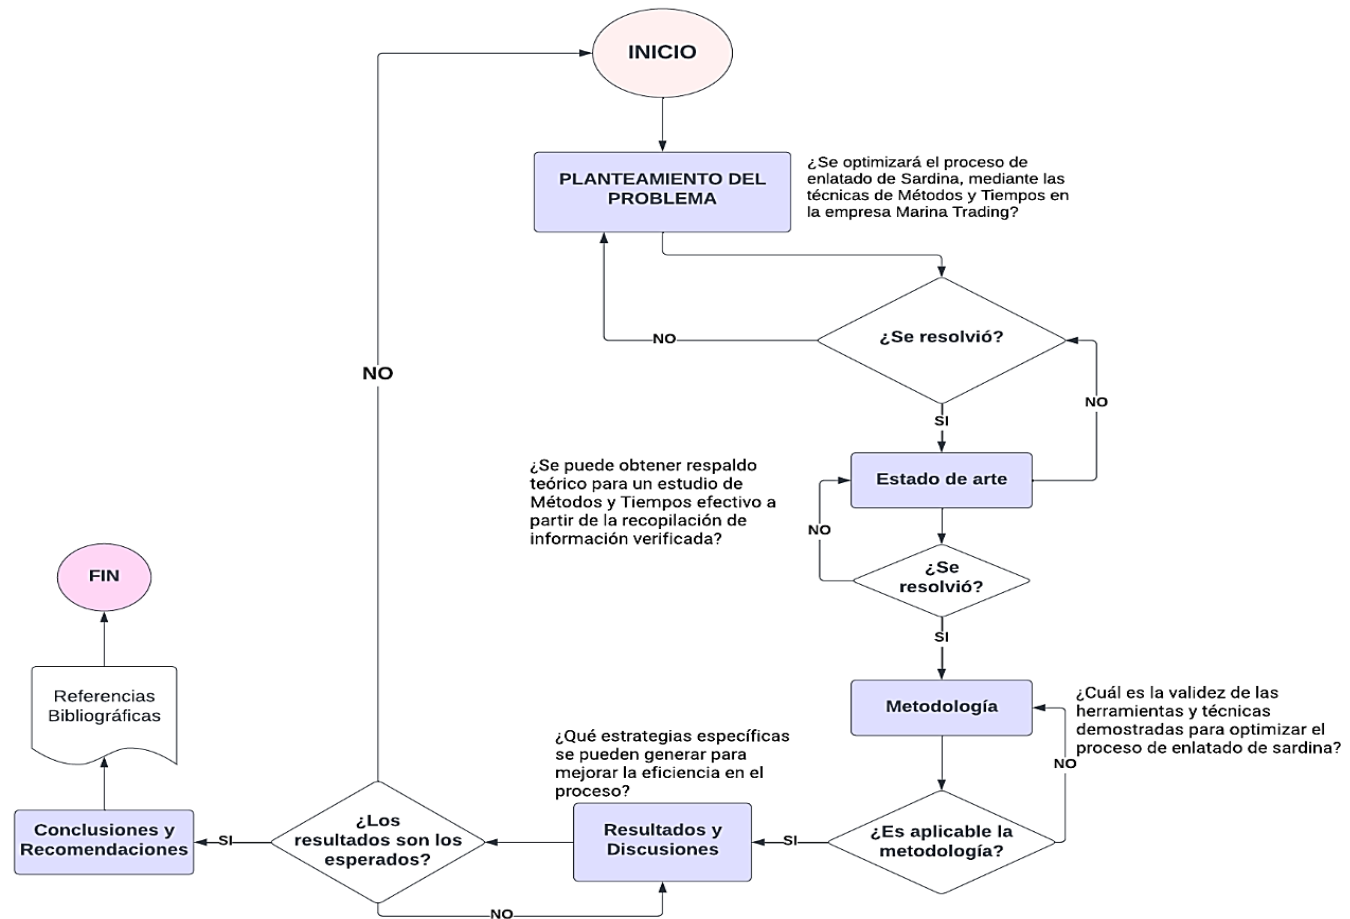 INICIO
PLANTEAMIENTO DEL
PROBLEMA
¿Se optimizará el proceso de
enlatado de Sardina, mediante las
técnicas de Métodos y Tiempos en
la empresa Marina Trading?
¿Se resolvió?
NO
NO
NO
SI
¿Se puede obtener respaldo
teórico para un estudio de
Métodos y Tiempos efectivo a
partir de la recopilación de
información verificada?
Estado de arte
NO
¿Se
resolvió?
SI
FIN
Referencias
Bibliográficas
Metodología
¿Cuál es la validez de las
herramientas y técnicas
demostradas para optimizar el
proceso de enlatado de sardina?
NO
¿Qué estrategias específicas
se pueden generar para
mejorar la eficiencia en el
proceso?
Conclusiones y
Recomendaciones
SI
¿Los
resultados son los
esperados?
Resultados y
Discusiones
SI
¿Es aplicable la
metodología?
NO